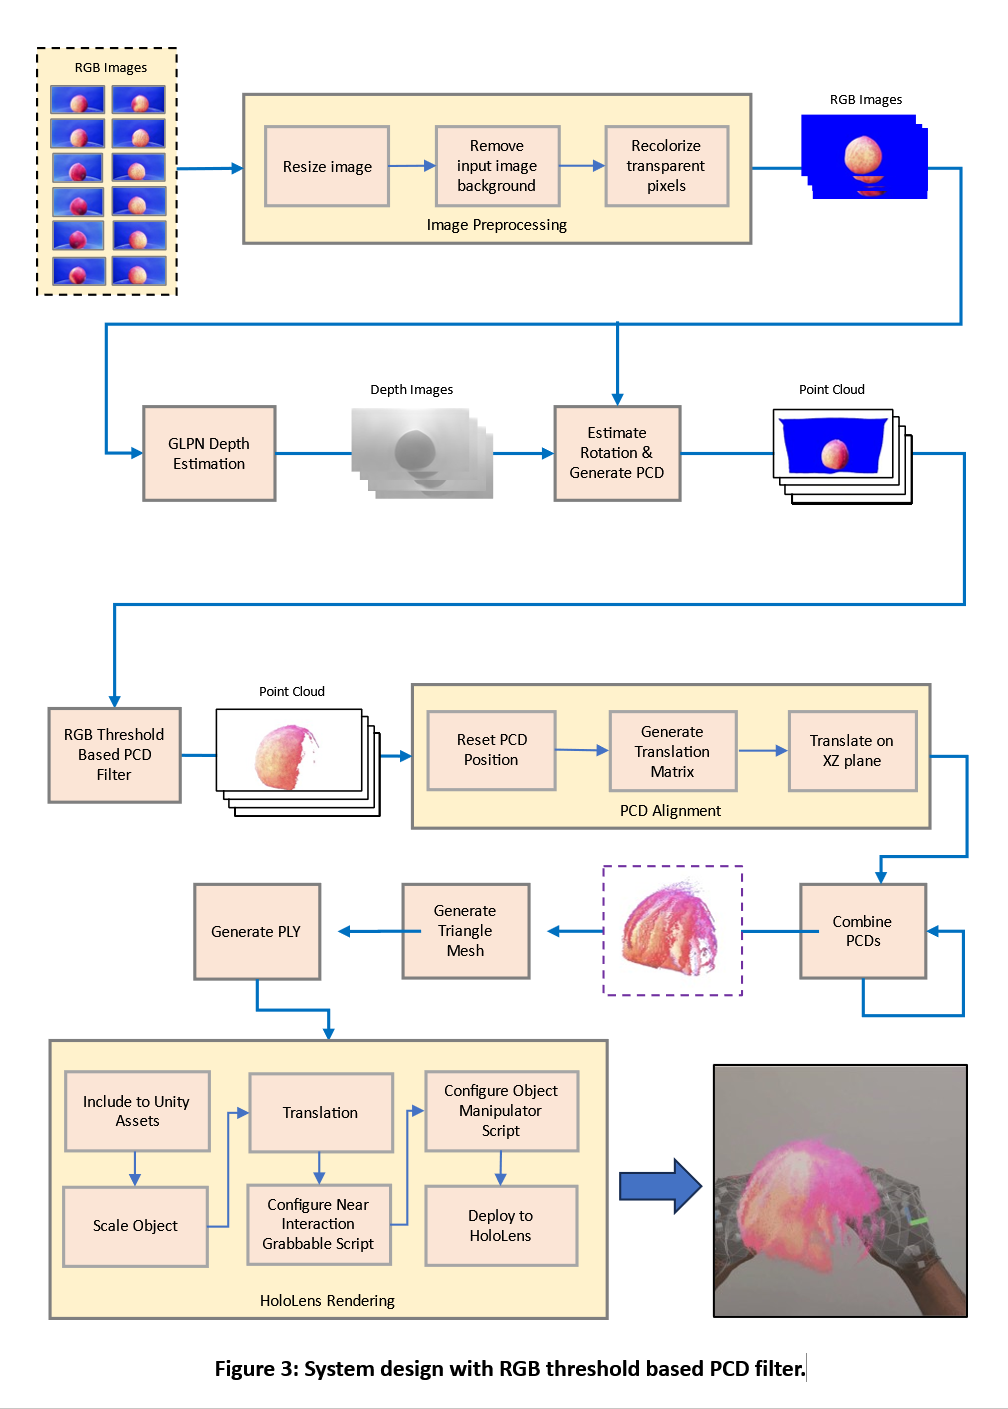 RGB Images
RGB Images
Resize image
Remove
input image
background
Recolorize
transparent
pixels
Image Preprocessing
Depth Images
Point Cloud
GLPN Depth
Estimation
Estimate
Rotation &
Generate PCD
Point Cloud
RGB Threshold
Based PCD
Filter
Reset PCD
Position
Generate
Translation
Matrix
Translate on
XZ plane
PCD Alignment
Combine
PCDs
Generate
Triangle
Mesh
Generate PLY
Include to Unity
Assets
Scale Object
Translation
Configure Near
Interaction
Grabbable Script
Configure Object
Manipulator
Script
Deploy to
HoloLens
HoloLens Rendering
Figure 3: System design with RGB threshold based PCD filter.